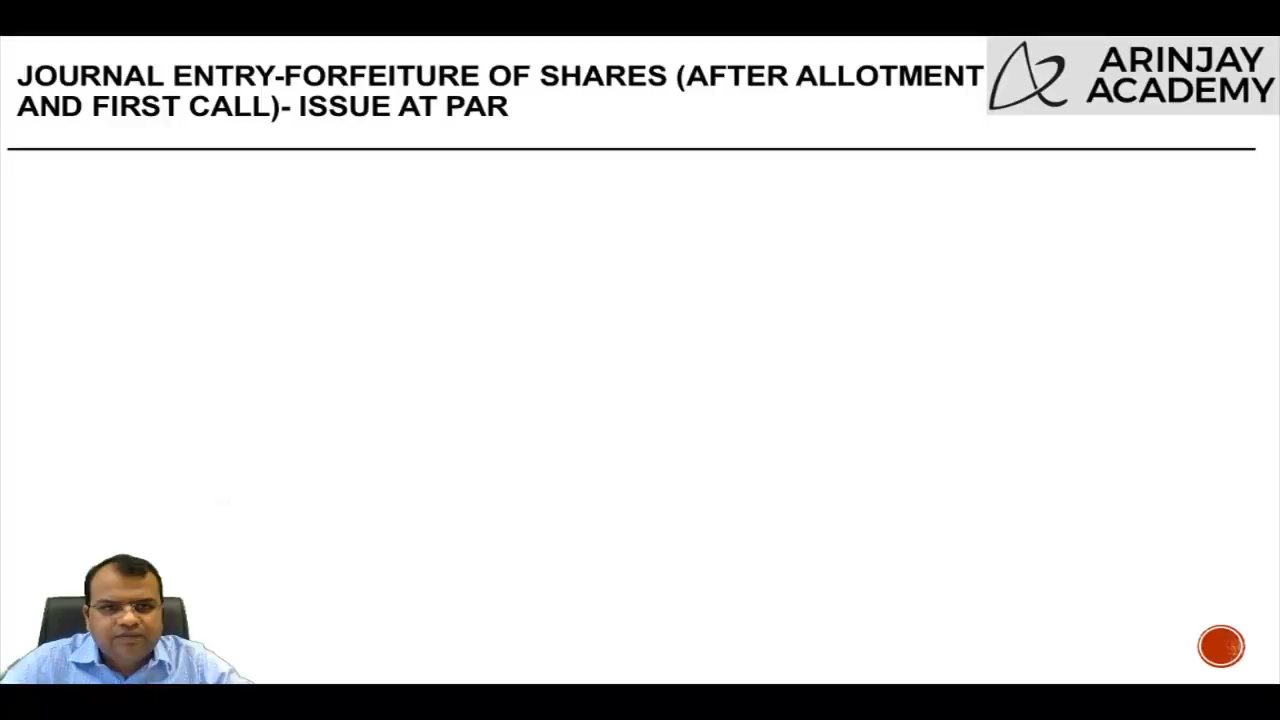 JOURNAL ENTRY-FORFEITURE OF SHARES (AFTER ALLOTMENT
AND FIRST CALL)- ISSUE AT PAR
ARINJAY
ACADEMY